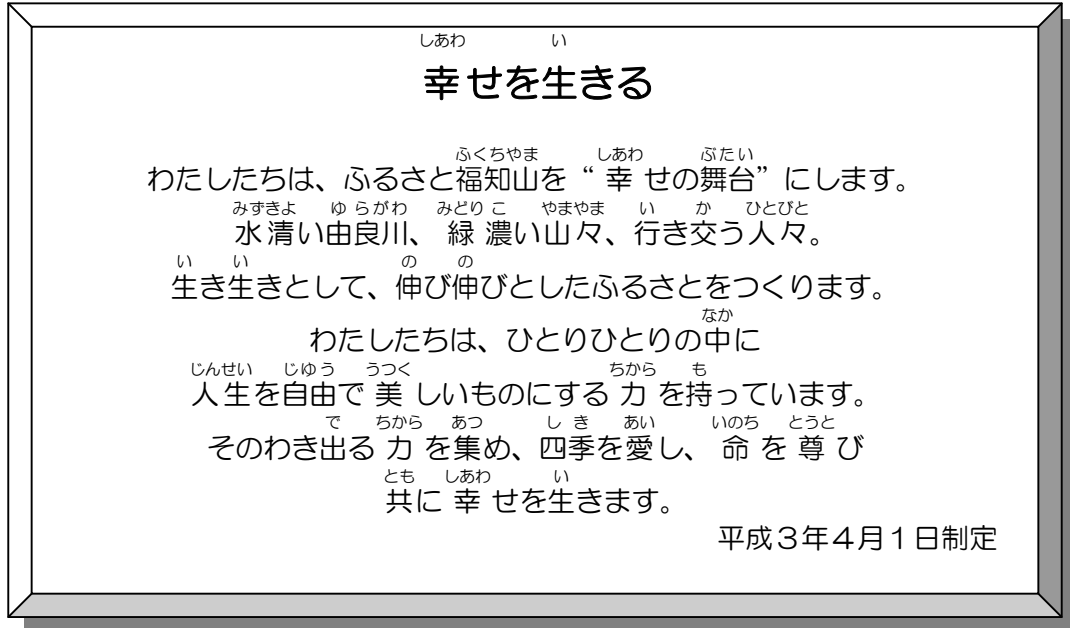 しあわ い
幸せを生きる
ふくちやま しあわ ぶたい
わたしたちは、ふるさと福知山を“幸せの舞台”にします。
みずきよ ゆらがわ みどりこ やまやま い か ひとびと
水清い由良川、緑濃い山々、行き交う人々。
い い の の
生き生きとして、伸び伸びとしたふるさとをつくります。
なか
わたしたちは、ひとりひとりの中に
じんせい じゆう うつく ちから も
人生を自由で美しいものにする力を持っています。
で ちから あつ しき あい いのち とうと
そのわき出る力を集め、四季を愛し、命を尊び
とも しあわ い
共に幸せを生きます。
平成３年４月１日制定